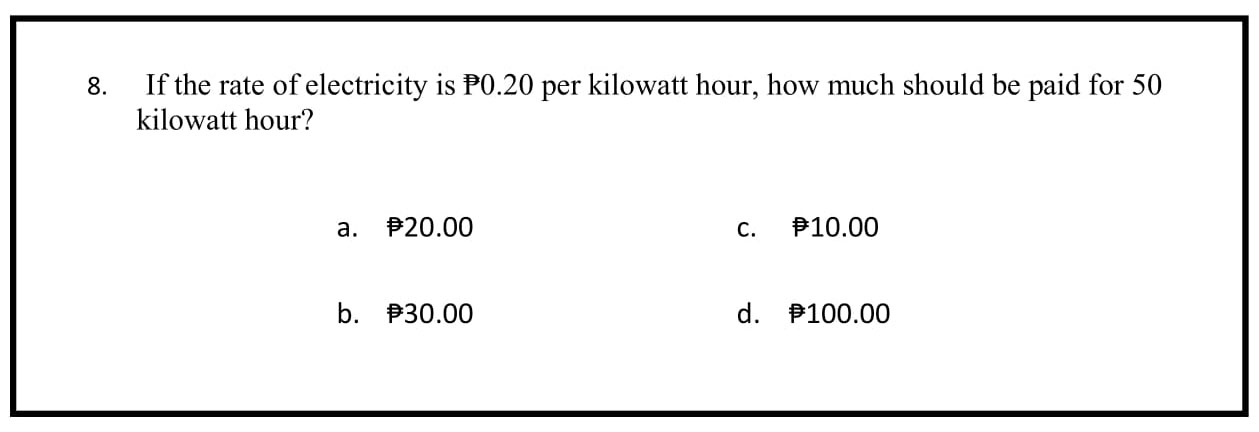 8. If the rate of electricity is ₱0.20 per kilowatt hour, how much should be paid for 50
kilowatt hour?
a. ₱20.00 c. ₱10.00
b. ₱30.00 d. ₱100.00